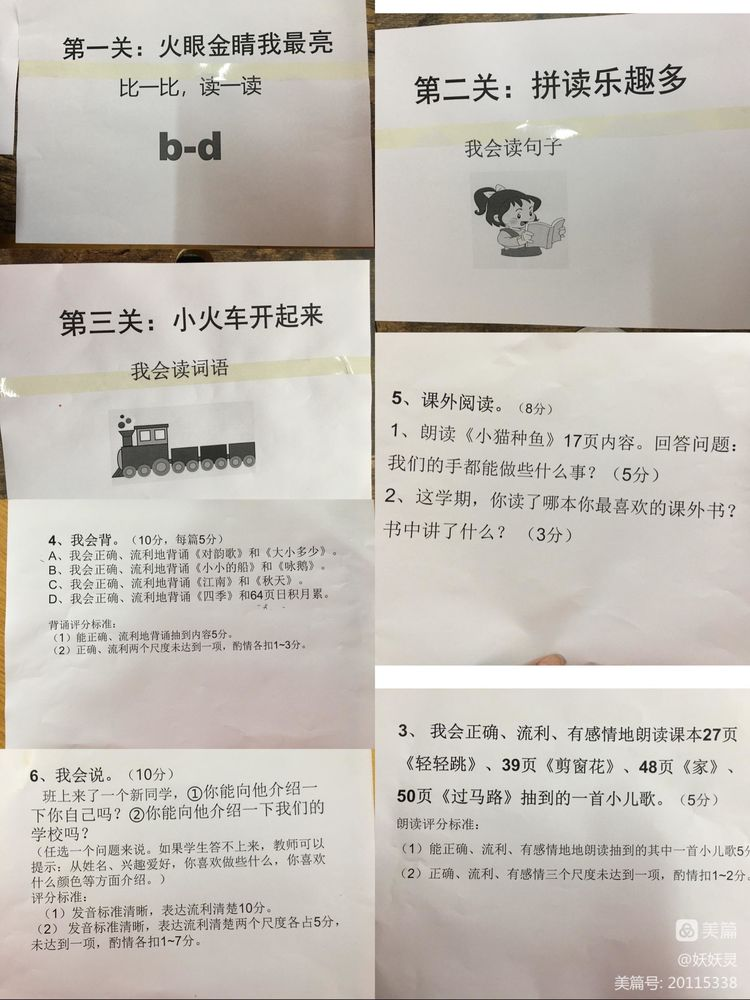 第一关：火眼金睛我最亮
比一比，读一读
b-d
第二关：拼读乐趣多
我会读句子
第三关：小火车开起来
我会读词语
5、课外阅读。（8分）
1、朗读《小猫种鱼》17页内容。回答问题：
我们的手都能做些什么事？（5分）
2、这学期，你读了哪本你最喜欢的课外书？
书中讲了什么？（3分）
4、我会背。（10分，每篇5分）
A、我会正确、流利地背诵《对韵歌》和《大小多少》。
B、我会正确、流利地背诵《小小的船》和《咏鹅》。
C、我会正确、流利地背诵《江南》和《秋天》。
D、我会正确、流利地背诵《四季》和64页日积月累。
背诵评分标准：
（1）能正确、流利地背诵抽到内容5分。
（2）正确、流利两个尺度未达到一项，酌情各扣1~3分。
3、我会正确、流利、有感情地朗读课本27页
《轻轻跳》、39页《剪窗花》、48页《家》、
50页《过马路》抽到的一首小儿歌。（5分）
朗读评分标准：
（1）能正确、流利、有感情地地朗读抽到的其中一首小儿歌5分
（2）正确、流利、有感情三个尺度未达到一项，酌情扣1~2分。
6、我会说。（10分）
班上来了一个新同学，①你能向他介绍一
下你自己吗？②你能向他介绍一下我们的
学校吗？
（任选一个问题来说。如果学生答不上来，教师可以
提示：从姓名、兴趣爱好，你喜欢做些什么，你喜欢
什么颜色等方面介绍。）
评分标准：
（1）发音标准清晰，表达流利清楚10分。
（2） 发音标准清晰，表达流利清楚两个尺度各占5分，
未达到一项，酌情各扣1~7分。
美篇
@妖妖灵
美篇号: 20115338